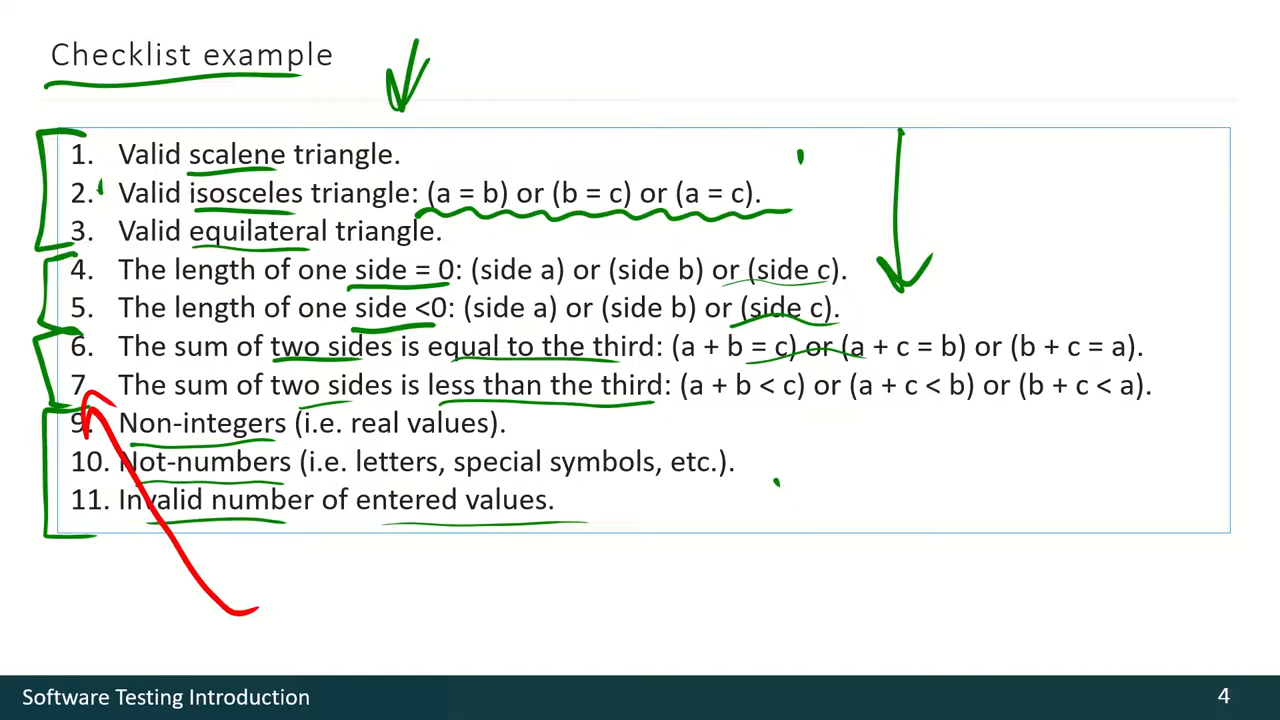 Checklist example
1. Valid scalene triangle.
2. Valid isosceles triangle: (a = b) or (b = c) or (a = c).
3. Valid equilateral triangle.
4. The length of one side = 0: (side a) or (side b) or (side c).
5. The length of one side <0: (side a) or (side b) or (side c).
6. The sum of two sides is equal to the third: (a + b = c) or (a + c = b) or (b + c = a).
7. The sum of two sides is less than the third: (a + b < c) or (a + c < b) or (b + c < a).
9. Non-integers (i.e. real values).
10. Not-numbers (i.e. letters, special symbols, etc.).
11. Invalid number of entered values.
Software Testing Introduction
4